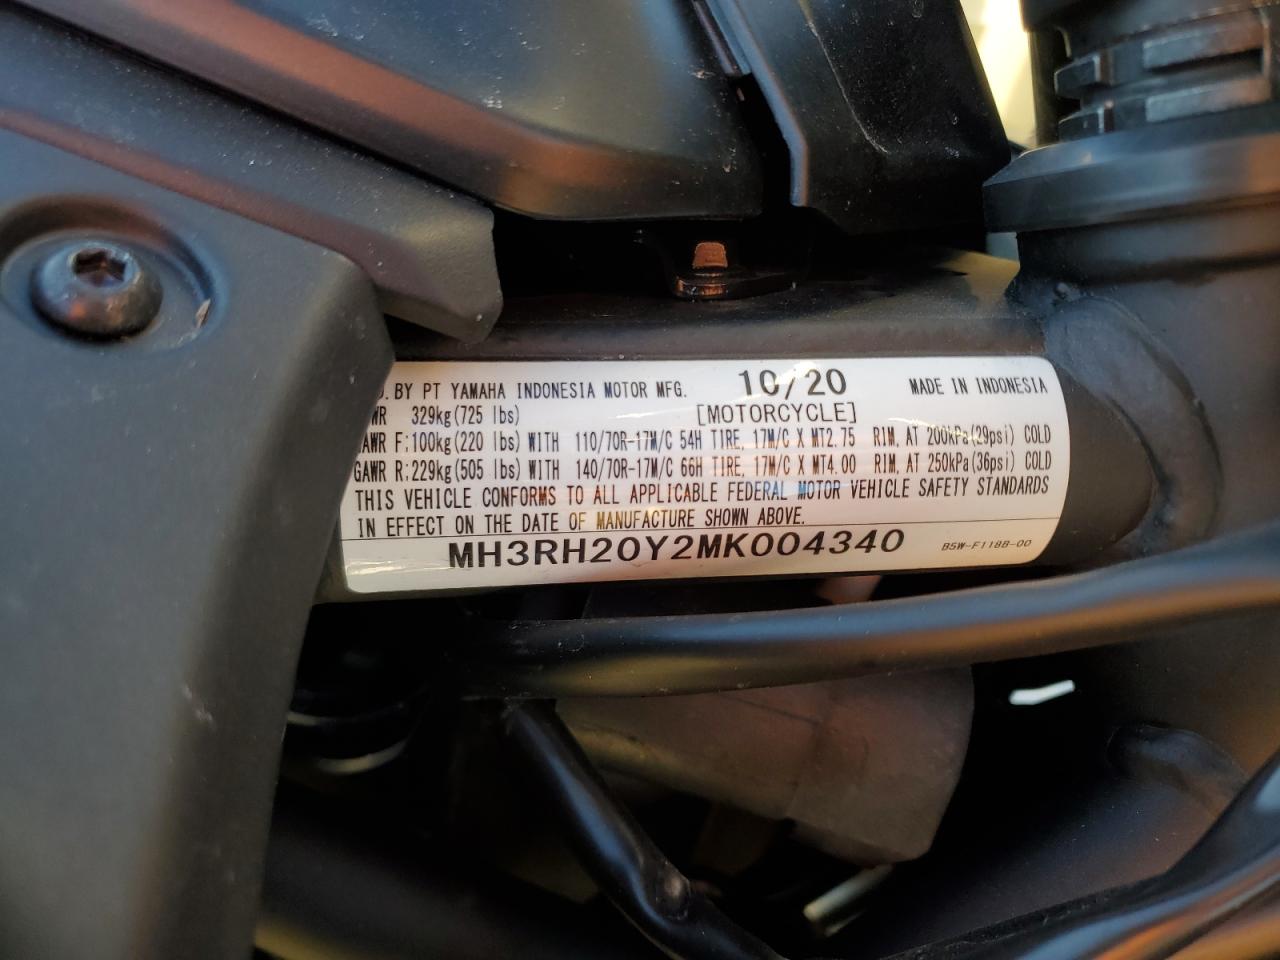 . BY PT YAMAHA INDONESIA MOTOR MFG. 10/20 MADE IN INDONESIA
WR 329kg(725 lbs) [MOTORCYCLE]
AWR F:100kg(220 lbs) WITH 110/70R-17M/C 54H TIRE, 17M/C X MT2.75 RIM, AT 200kPa(29psi) COLD
GAWR R:229kg(505 lbs) WITH 140/70R-17M/C 66H TIRE, 17M/C X MT4.00 RIM, AT 250kPa(36psi) COLD
THIS VEHICLE CONFORMS TO ALL APPLICABLE FEDERAL MOTOR VEHICLE SAFETY STANDARDS
IN EFFECT ON THE DATE OF MANUFACTURE SHOWN ABOVE.
MH3RH20Y2MK004340 B5W-F118B-00